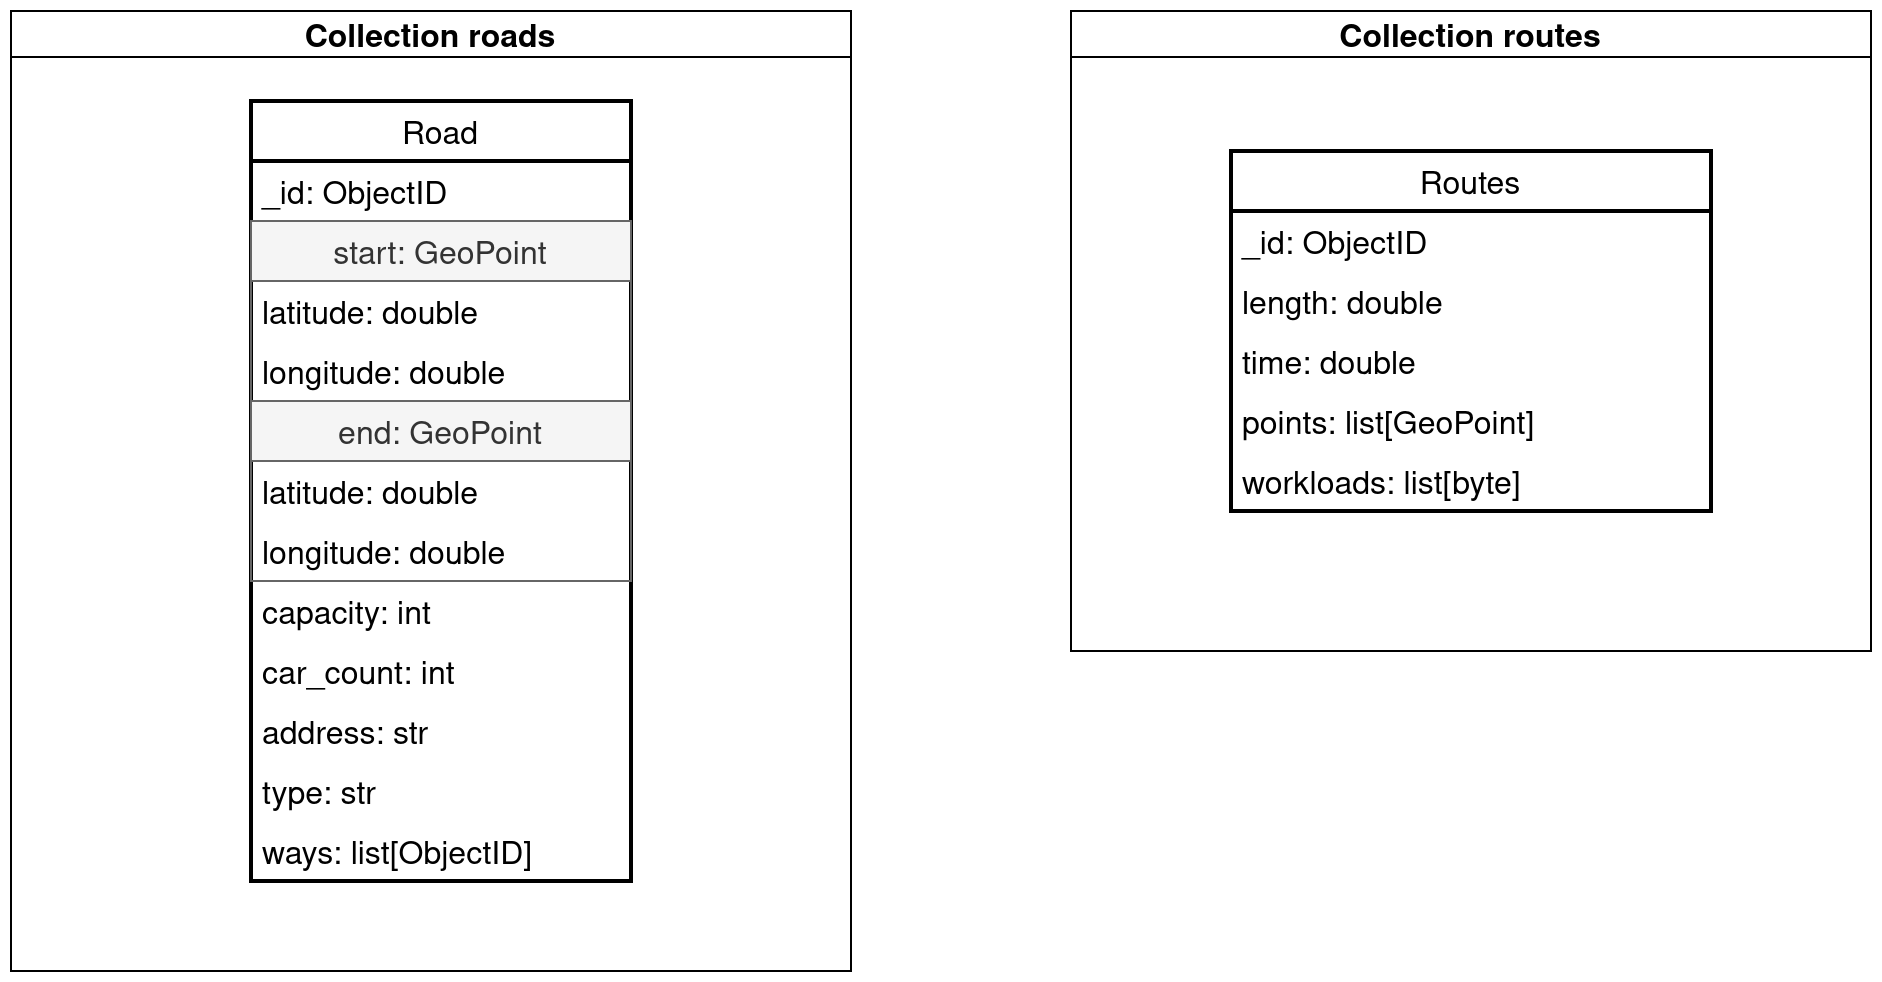 Collection roads
Road
_id: ObjectID
start: GeoPoint
latitude: double
longitude: double
end: GeoPoint
latitude: double
longitude: double
capacity: int
car_count: int
address: str
type: str
ways: list[ObjectID]
Collection routes
Routes
_id: ObjectID
length: double
time: double
points: list[GeoPoint]
workloads: list[byte]